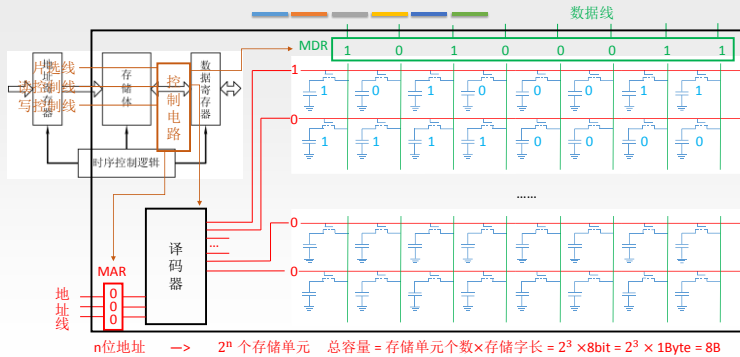 数据线
MDR 1 0 1 0 0 0 1 1
片选线
读控制线
写控制线
地址寄存器
存储体
控制电路
数据寄存器
时序控制逻辑
1 1 0 1 0 0 0 1 1
0 1 1 1 1 0 0 1 0
……
0
0
译码器
...
MAR
地址线
0
0
0
n位地址 —> 2ⁿ 个存储单元 总容量 = 存储单元个数×存储字长 = 2³ ×8bit = 2³ × 1Byte = 8B